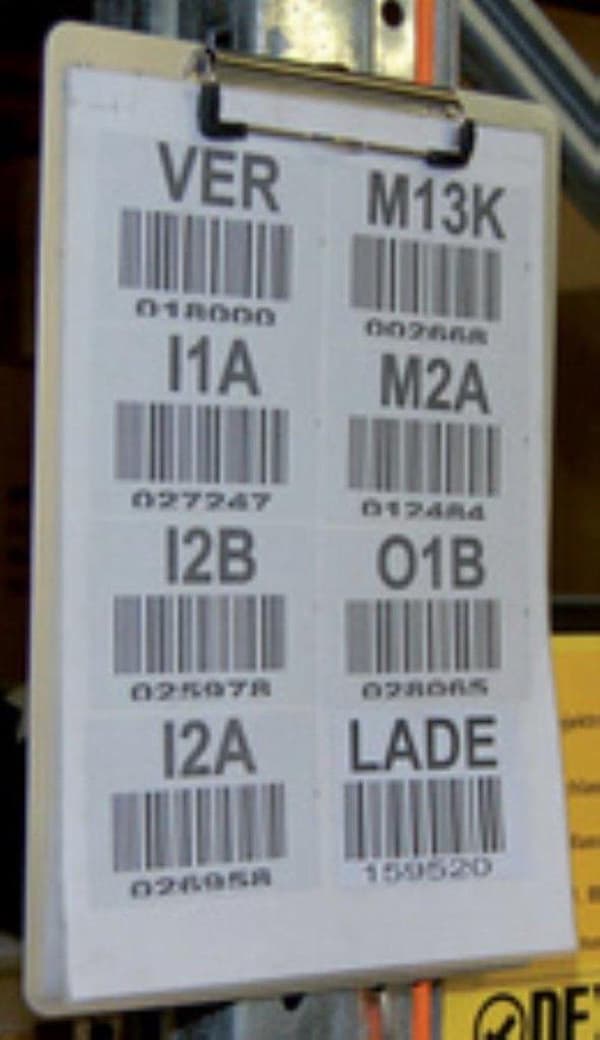 VER
018000
M13K
002668
I1A
027247
M2A
012484
I2B
025978
O1B
028065
I2A
026958
LADE
159520